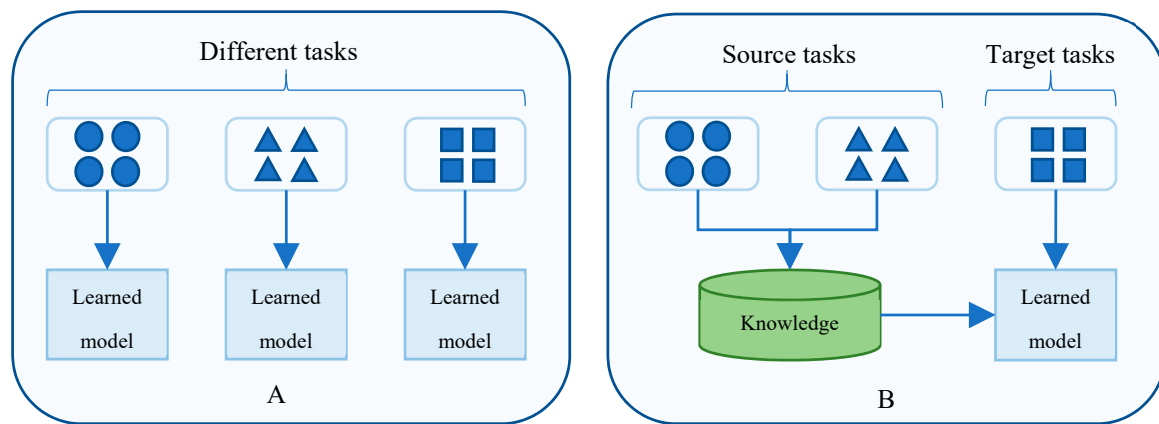 Different tasks
Learned
model
Learned
model
Learned
model
A
Source tasks
Target tasks
Knowledge
Learned
model
B